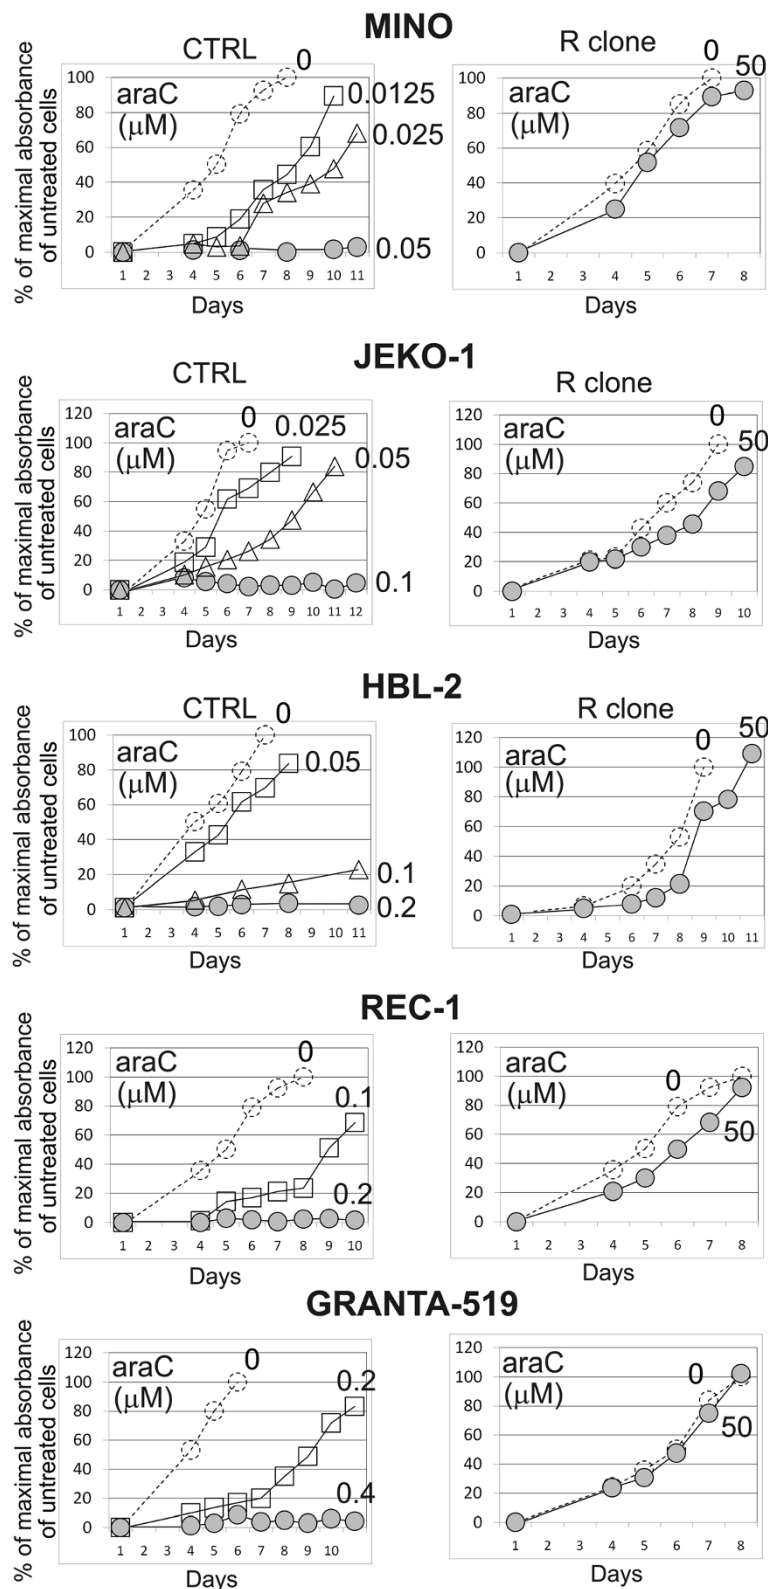 MINO
CTRL
R clone
% of maximal absorbance
of untreated cells
araC
(μM)
0
0.0125
0.025
0.05
100
80
60
40
20
0
1 2 3 4 5 6 7 8 9 10 11
Days
araC
(μM)
0
50
100
80
60
40
20
0
1 2 3 4 5 6 7 8
Days
JEKO-1
CTRL
R clone
% of maximal absorbance
of untreated cells
araC
(μM)
0
0.025
0.05
0.1
120
100
80
60
40
20
0
1 2 3 4 5 6 7 8 9 10 11 12
Days
araC
(μM)
0
50
120
100
80
60
40
20
0
1 2 3 4 5 6 7 8 9 10
Days
HBL-2
CTRL
R clone
% of maximal absorbance
of untreated cells
araC
(μM)
0
0.05
0.1
0.2
100
80
60
40
20
0
1 2 3 4 5 6 7 8 9 10 11
Days
araC
(μM)
0
50
120
100
80
60
40
20
0
1 2 3 4 5 6 7 8 9 10 11
Days
REC-1
% of maximal absorbance
of untreated cells
araC
(μM)
0
0.1
0.2
120
100
80
60
40
20
0
1 2 3 4 5 6 7 8 9 10
Days
araC
(μM)
0
50
120
100
80
60
40
20
0
1 2 3 4 5 6 7 8
Days
GRANTA-519
% of maximal absorbance
of untreated cells
araC
(μM)
0
0.2
0.4
120
100
80
60
40
20
0
1 2 3 4 5 6 7 8 9 10
Days
araC
(μM)
0
50
120
100
80
60
40
20
0
1 2 3 4 5 6 7 8
Days